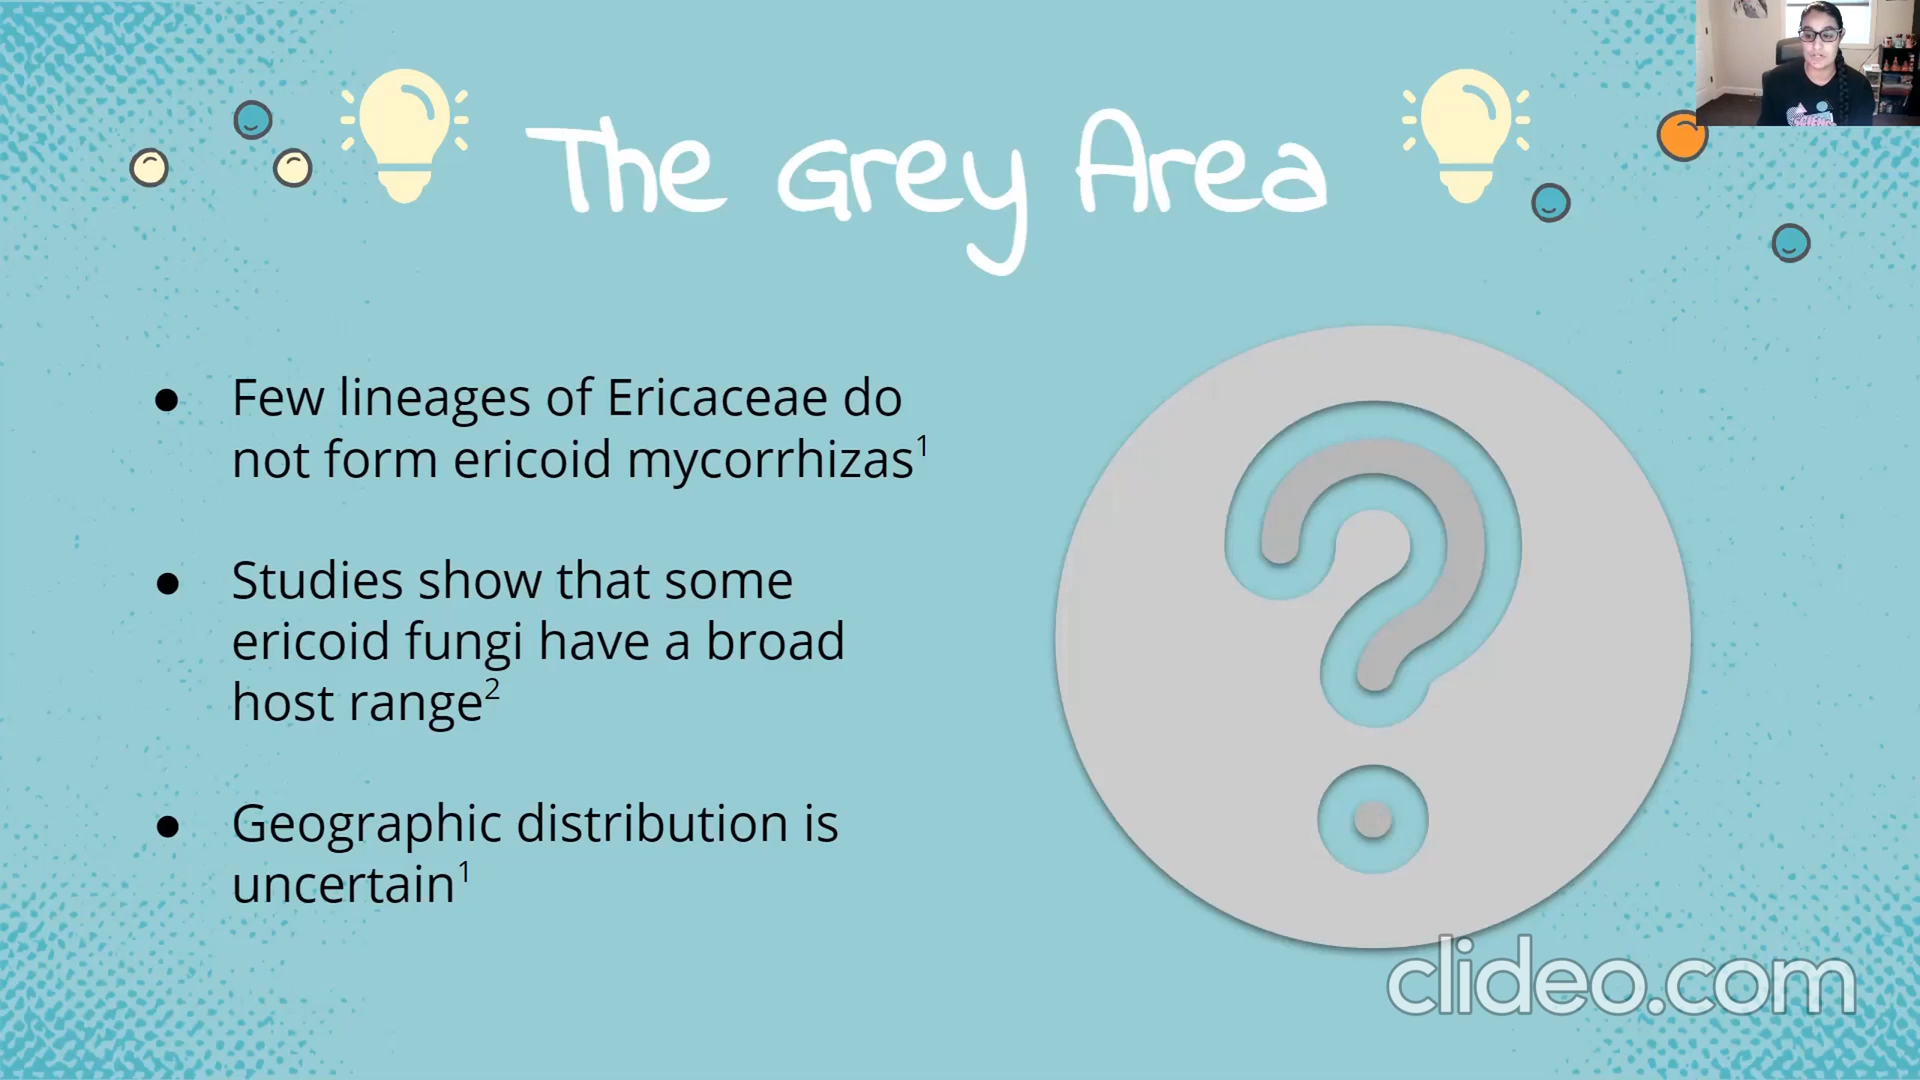 The Grey Area
● Few lineages of Ericaceae do
not form ericoid mycorrhizas1
● Studies show that some
ericoid fungi have a broad
host range2
● Geographic distribution is
uncertain1
clideo.com